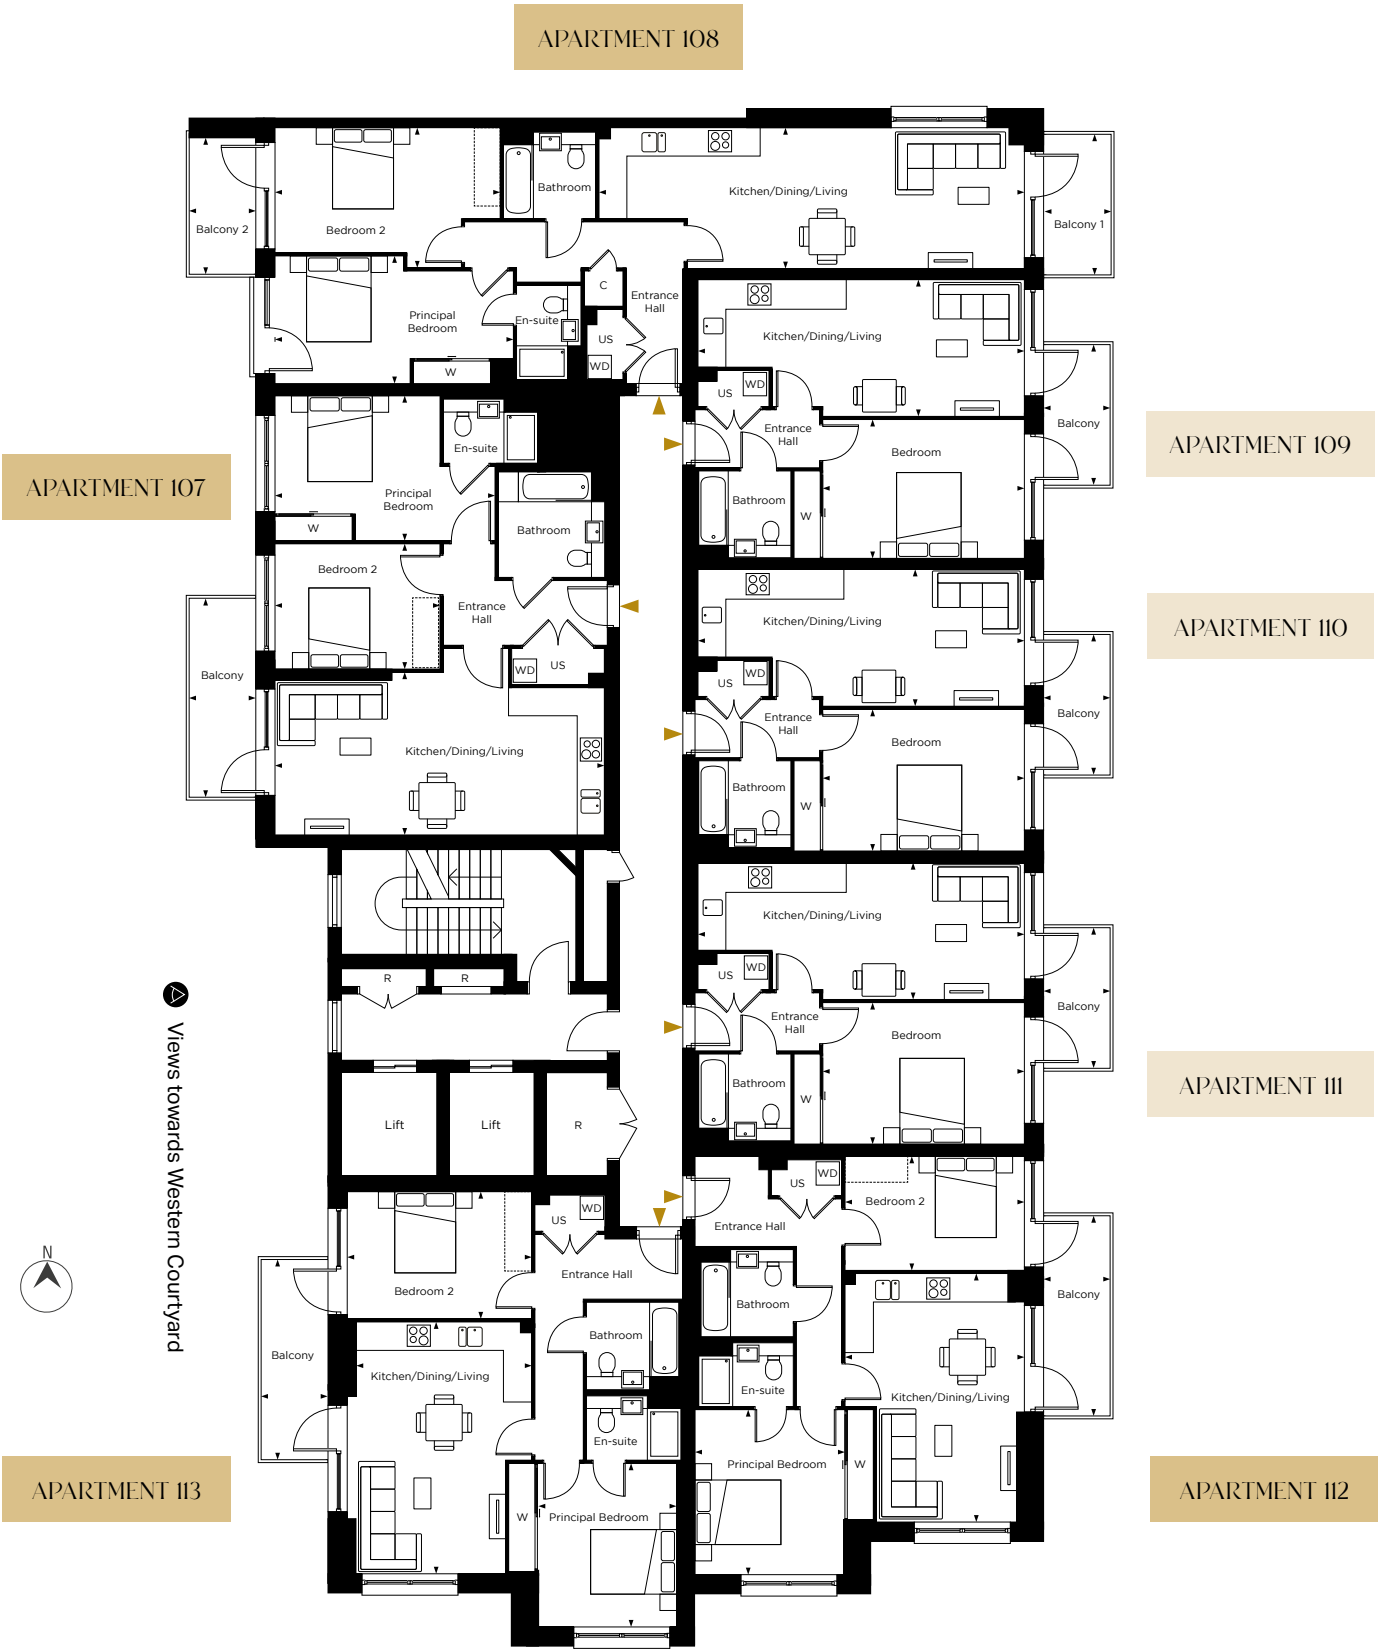 APARTMENT 108
Bedroom 2
Balcony 2
Bathroom
Kitchen/Dining/Living
Balcony 1
Principal
Bedroom
W
En-suite
C
US
WD
Entrance
Hall
APARTMENT 107
Principal
Bedroom
W
En-suite
Bathroom
Bedroom 2
Entrance
Hall
WD
US
Balcony
Kitchen/Dining/Living
APARTMENT 109
Kitchen/Dining/Living
US
WD
Entrance
Hall
Bathroom
W
Bedroom
Balcony
APARTMENT 110
Kitchen/Dining/Living
US
WD
Entrance
Hall
Bathroom
W
Bedroom
Balcony
APARTMENT 111
Kitchen/Dining/Living
US
WD
Entrance
Hall
Bathroom
W
Bedroom
Balcony
R
R
Lift
Lift
R
Views towards Western Courtyard
N
APARTMENT 112
US
WD
Entrance Hall
Bedroom 2
Bathroom
En-suite
Kitchen/Dining/Living
Principal Bedroom
W
Balcony
APARTMENT 113
Bedroom 2
US
WD
Entrance Hall
Bathroom
Balcony
Kitchen/Dining/Living
En-suite
W
Principal Bedroom